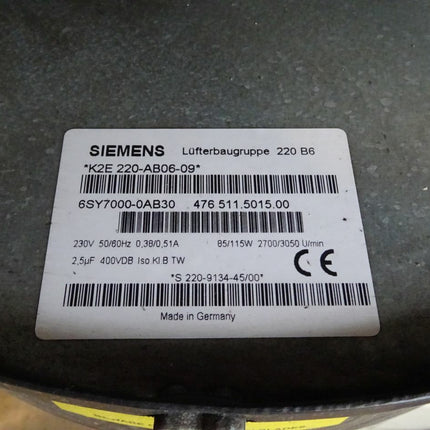 SIEMENS Lüfterbaugruppe 220 B6
*K2E 220-AB06-09*
6SY7000-0AB30 476 511.5015.00
230V 50/60Hz 0,38/0,51A 85/115W 2700/3050 U/min
2,5µF 400VDB Iso Kl.B TW CE
*S 220-9134-45/00*
Made in Germany